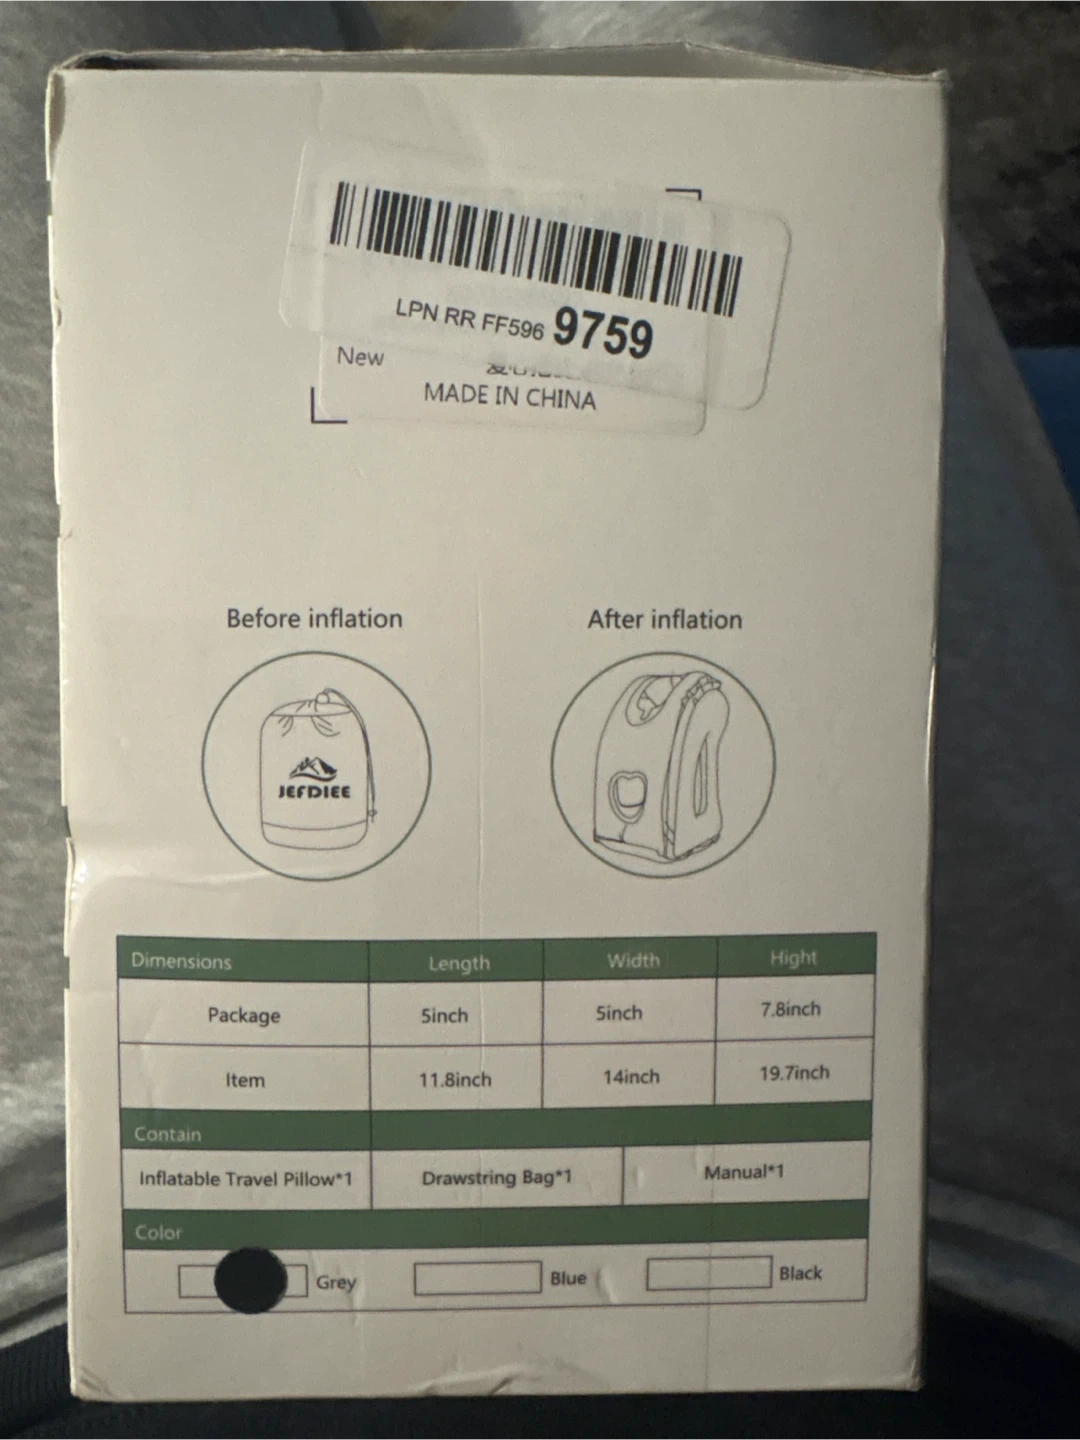 LPN RR FF596 9759
New
MADE IN CHINA
Before inflation
After inflation
JEFDIEE
Dimensions Length Width Hight
Package 5inch 5inch 7.8inch
Item 11.8inch 14inch 19.7inch
Contain
Inflatable Travel Pillow*1 Drawstring Bag*1 Manual*1
Color
Grey Blue Black